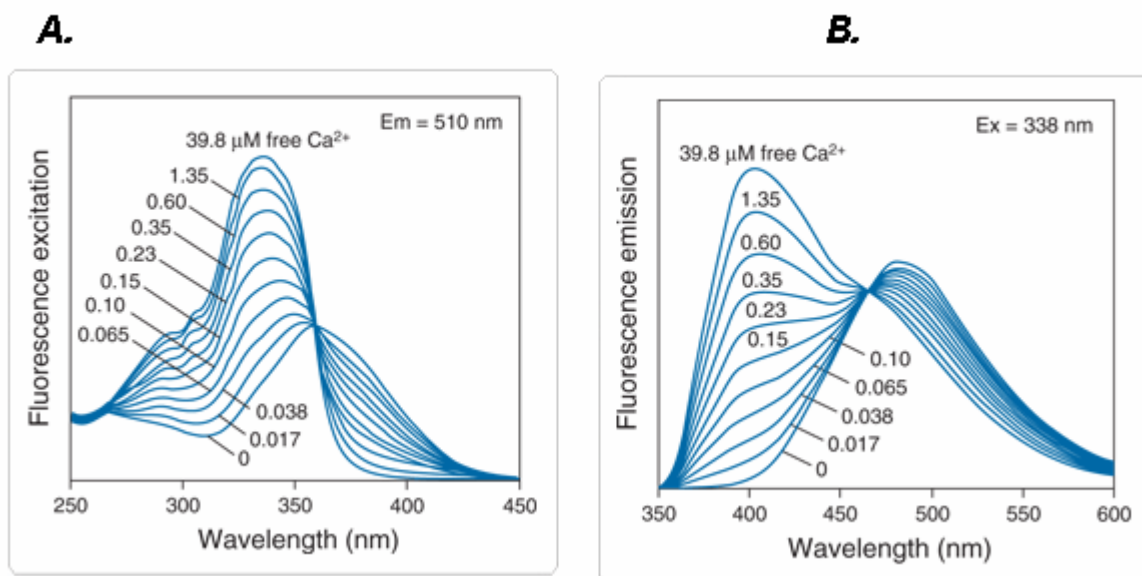 A.
Em = 510 nm
39.8 μM free Ca²⁺
1.35
0.60
0.35
0.23
0.15
0.10
0.065
0.038
0.017
0
Fluorescence excitation
250 300 350 400 450
Wavelength (nm)
B.
Ex = 338 nm
39.8 μM free Ca²⁺
1.35
0.60
0.35
0.23
0.15
0.10
0.065
0.038
0.017
0
Fluorescence emission
350 400 450 500 550 600
Wavelength (nm)